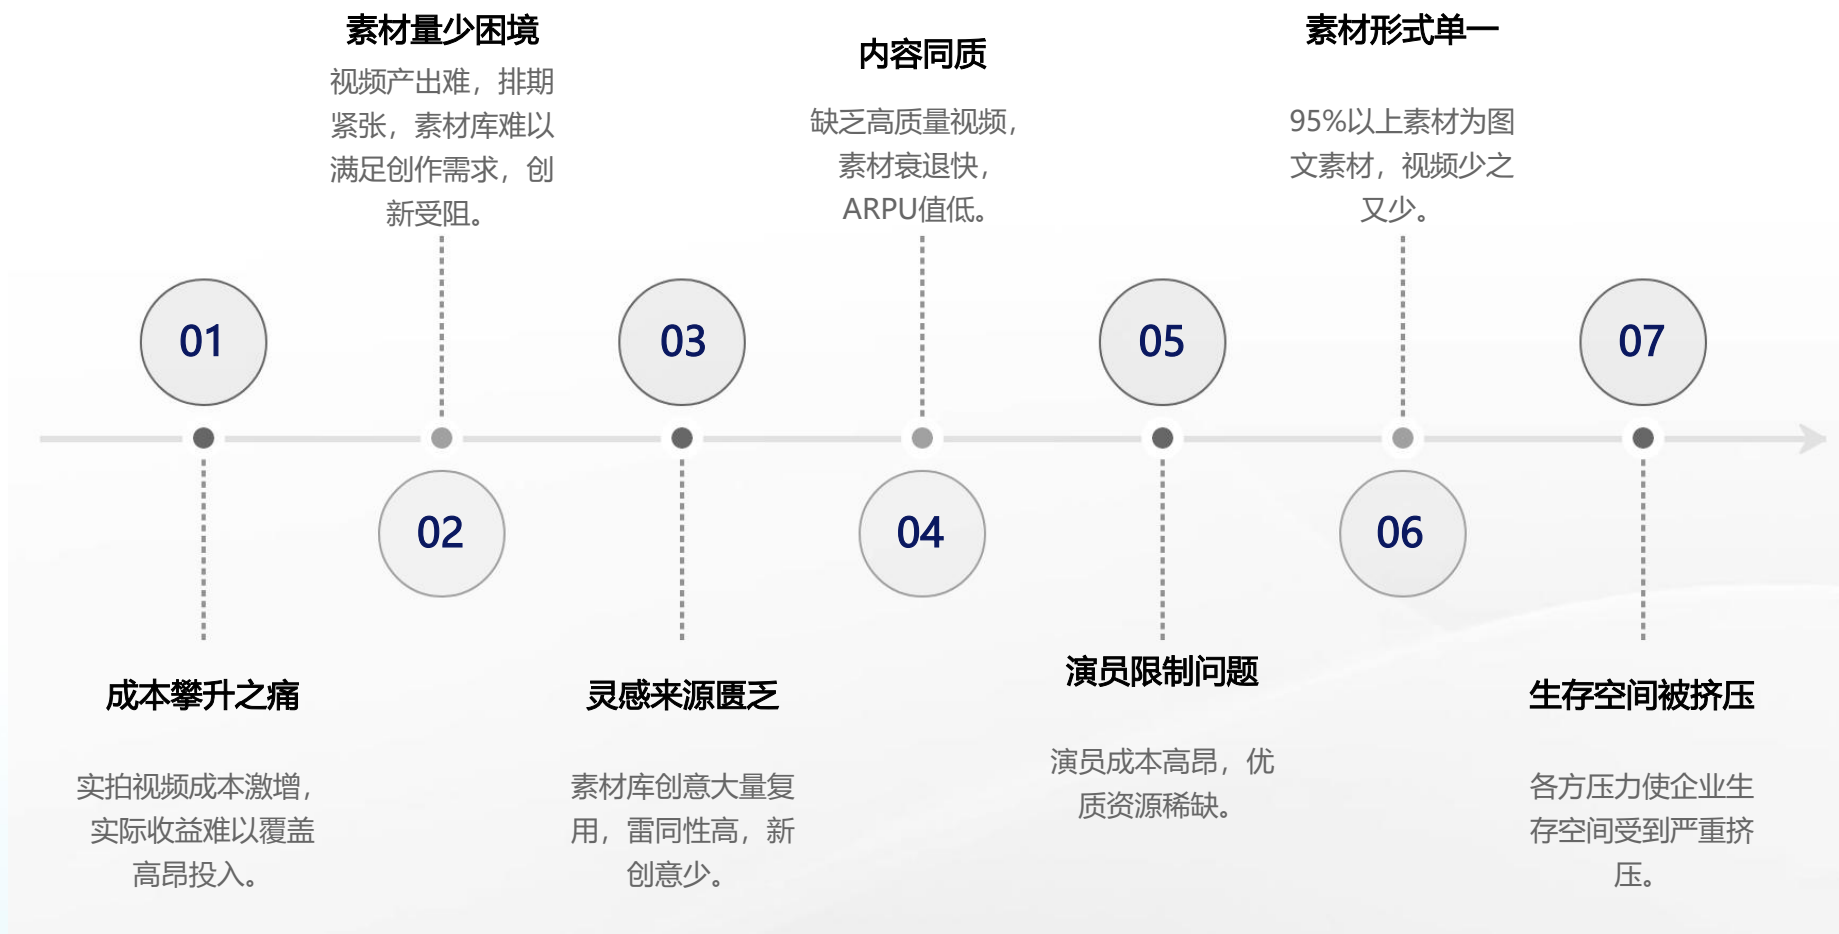 01
成本攀升之痛
实拍视频成本激增，
实际收益难以覆盖
高昂投入。
02
素材量少困境
视频产出难，排期
紧张，素材库难以
满足创作需求，创
新受阻。
03
灵感来源匮乏
素材库创意大量复
用，雷同性高，新
创意少。
04
内容同质
缺乏高质量视频，
素材衰退快，
ARPU值低。
05
演员限制问题
演员成本高昂，优
质资源稀缺。
06
素材形式单一
95%以上素材为图
文素材，视频少之
又少。
07
生存空间被挤压
各方压力使企业生
存空间受到严重挤
压。